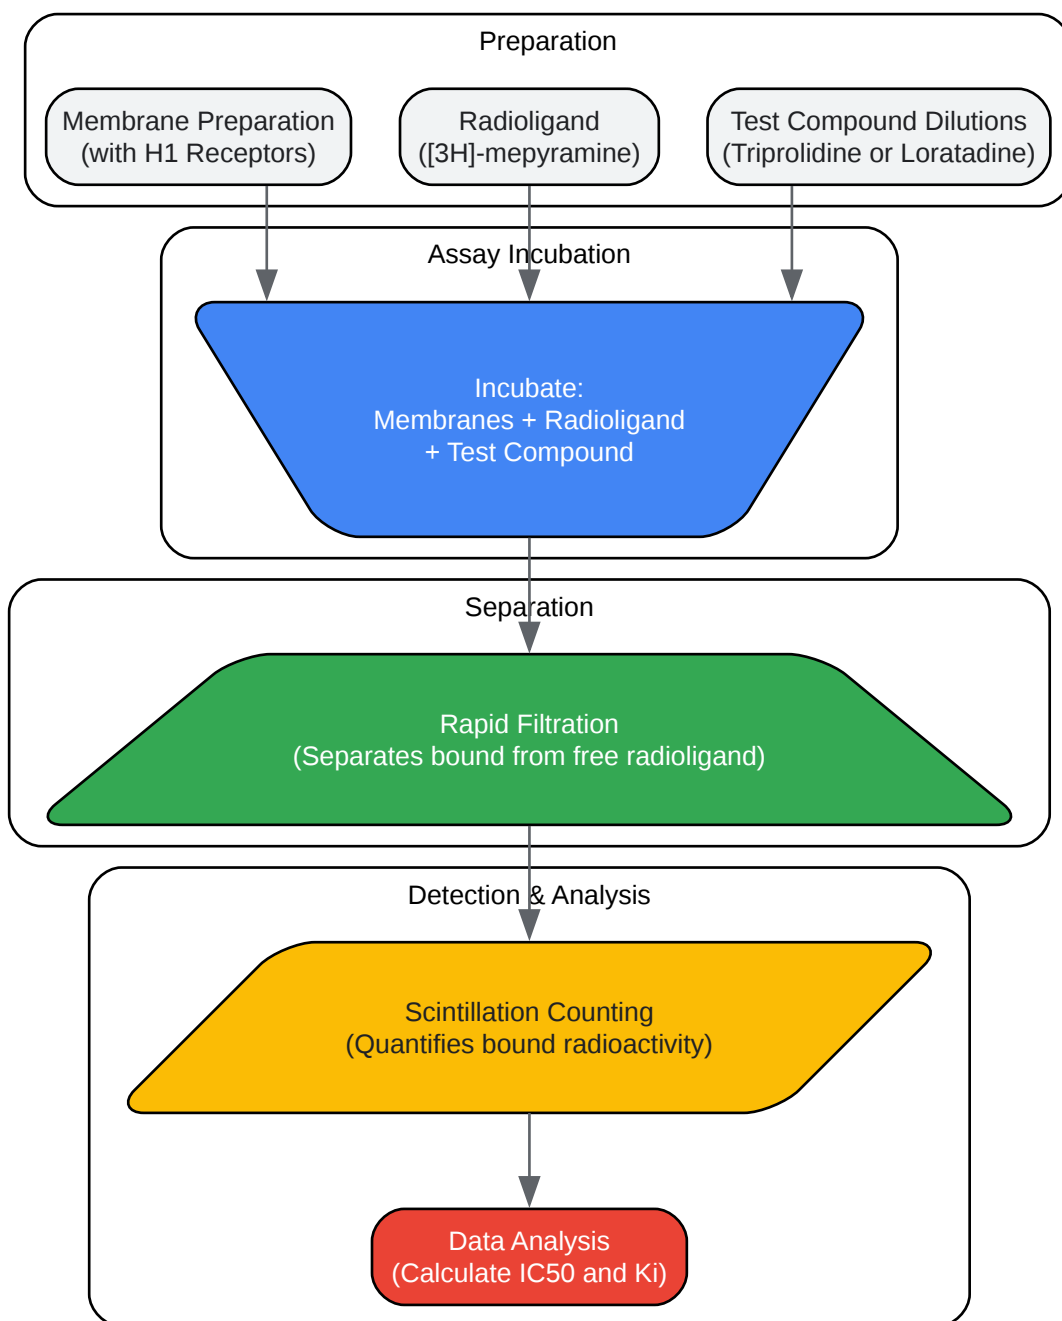 Preparation
Membrane Preparation
(with H1 Receptors)
Radioligand
([3H]-mepyramine)
Test Compound Dilutions
(Triprolidine or Loratadine)
Assay Incubation
Incubate:
Membranes + Radioligand
+ Test Compound
Separation
Rapid Filtration
(Separates bound from free radioligand)
Detection & Analysis
Scintillation Counting
(Quantifies bound radioactivity)
Data Analysis
(Calculate IC50 and Ki)